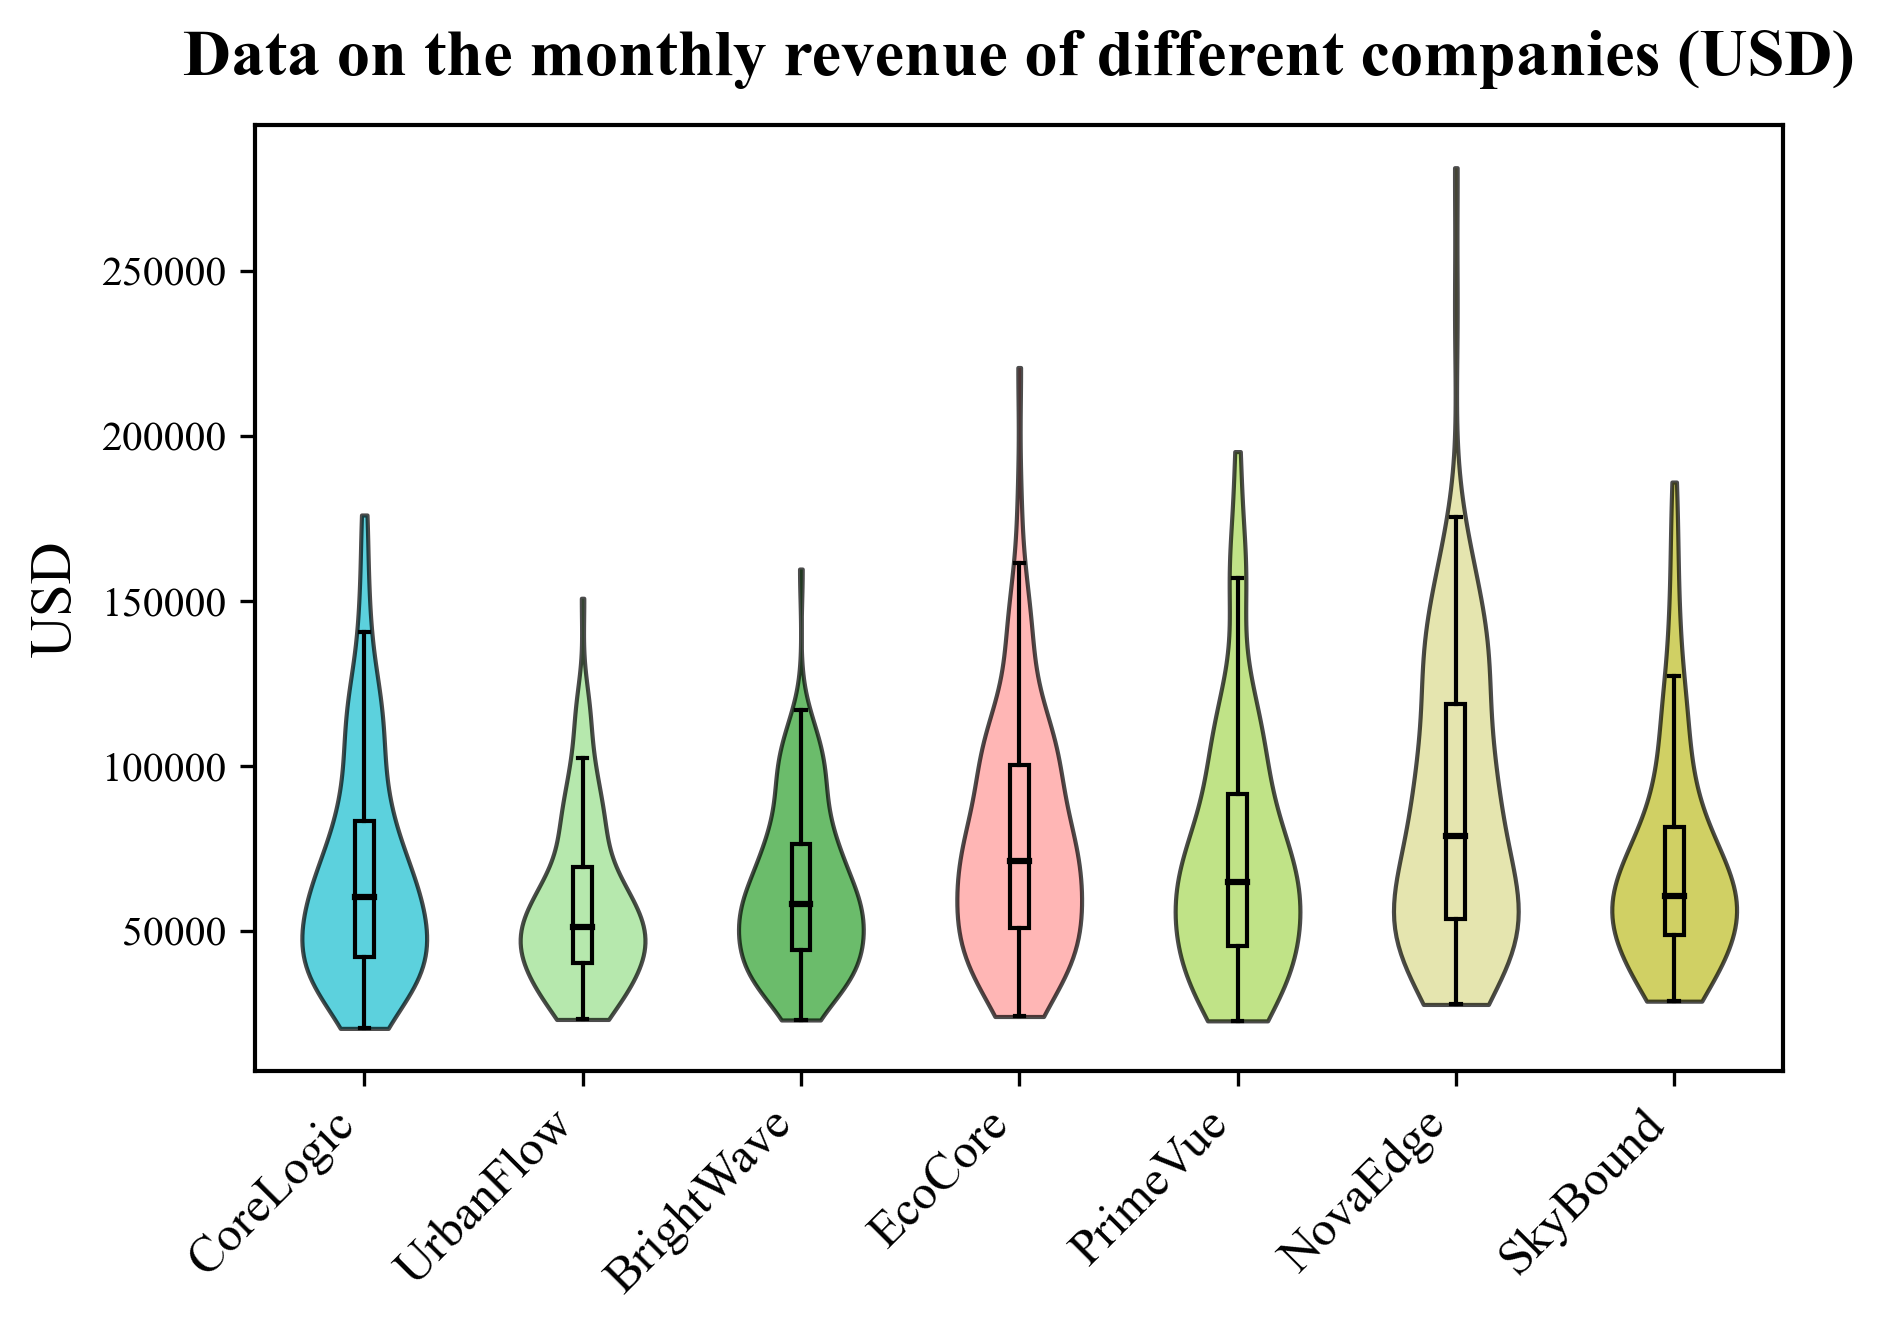 Data on the monthly revenue of different companies (USD)
USD
250000
200000
150000
100000
50000
CoreLogic
UrbanFlow
BrightWave
EcoCore
PrimeVue
NovaEdge
SkyBound